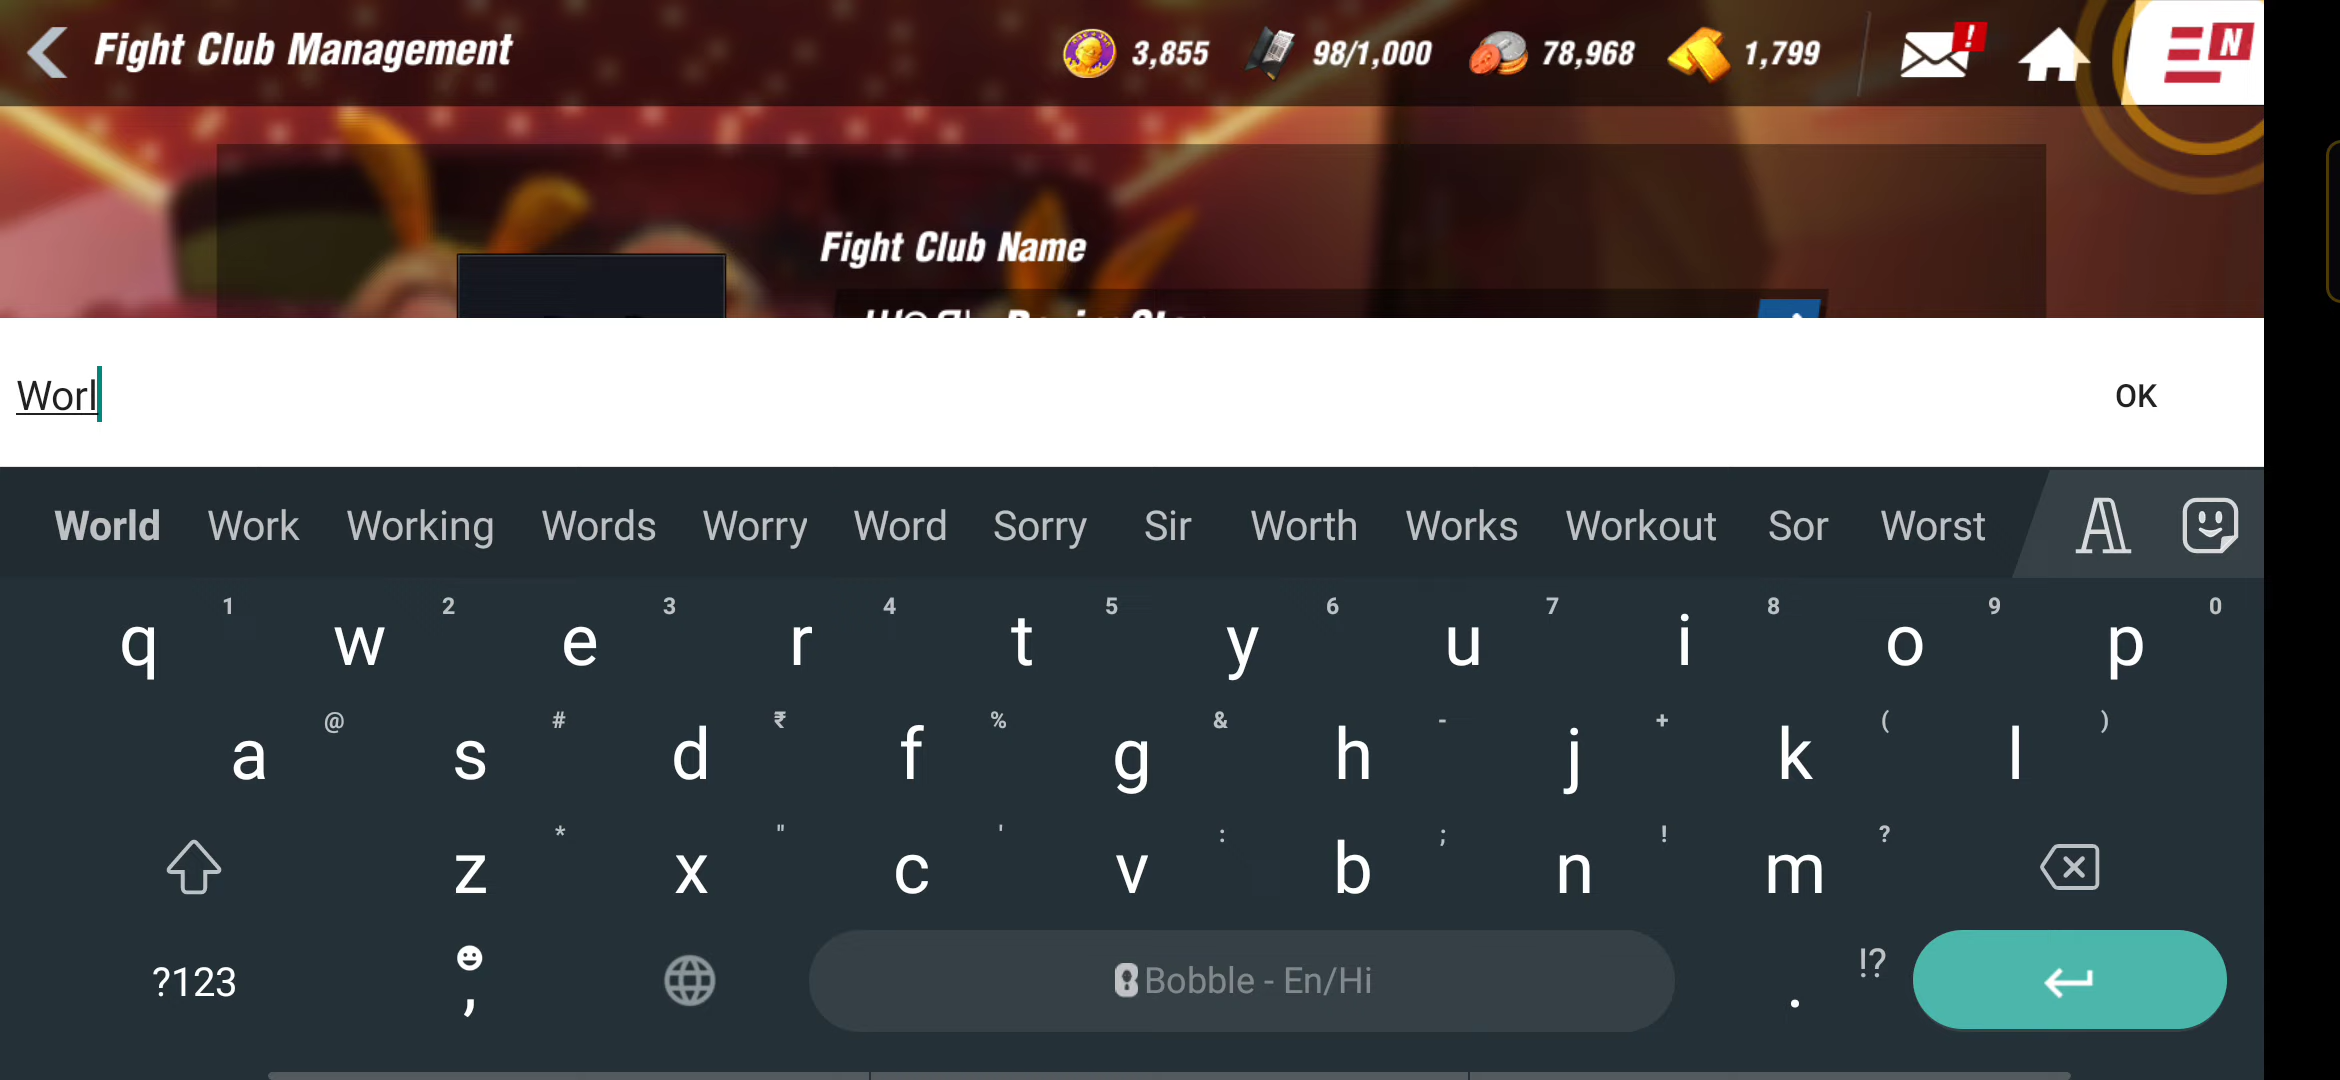 Fight Club Management 3,855 98/1,000 78,968 1,799 ! N
Fight Club Name
Worl OK
World Work Working Words Worry Word Sorry Sir Worth Works Workout Sor Worst A
1 2 3 4 5 6 7 8 9 0
q w e r t y u i o p
@ # ₹ % & - + ( )
a s d f g h j k l
* " ' : ; ! ?
z x c v b n m
?123 , Bobble - En/Hi . !?